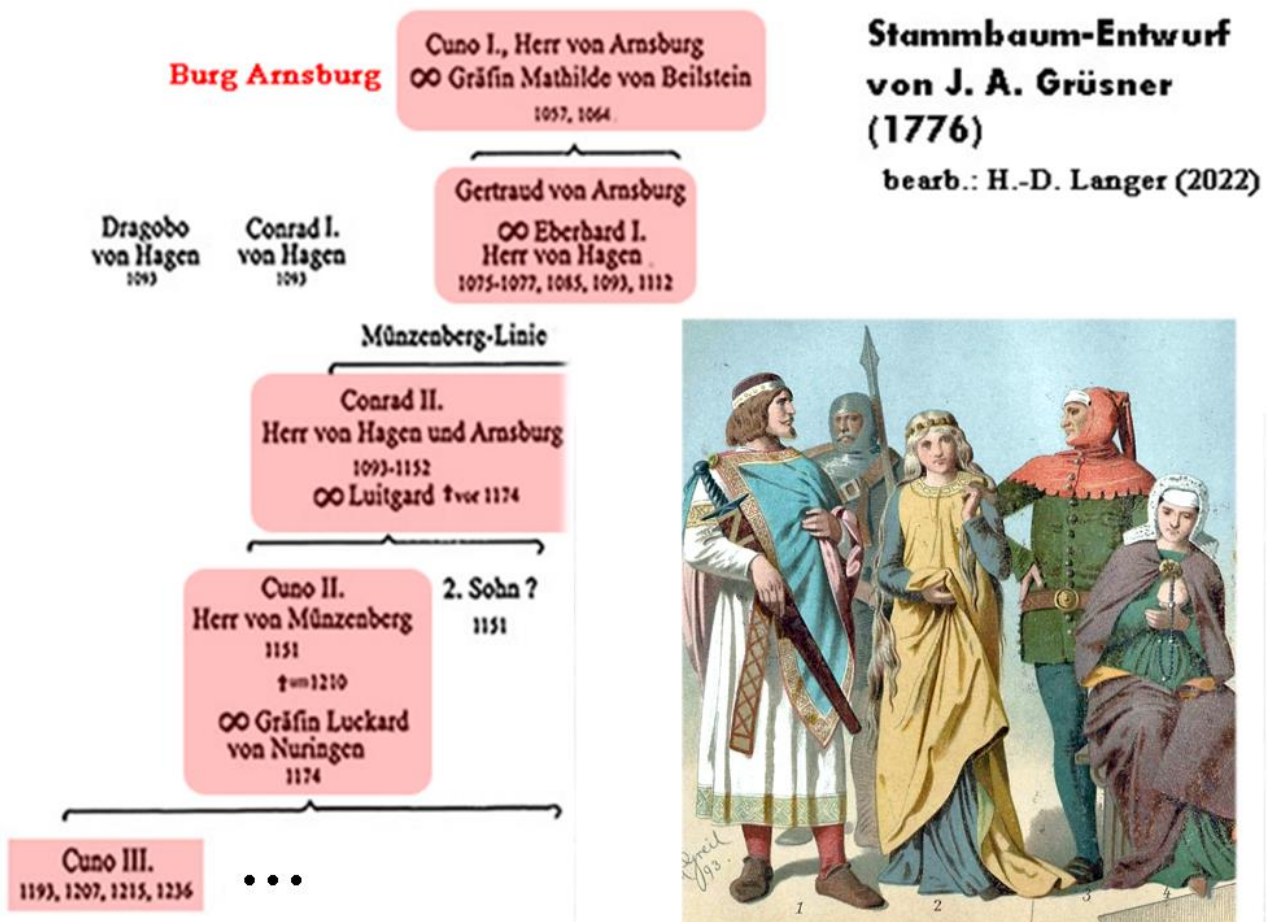 Burg Arnsburg
Cuno I., Herr von Arnsburg
∞ Gräfin Mathilde von Beilstein
1057, 1064
Stammbaum-Entwurf
von J. A. Grüsner
(1776)
bearb.: H.-D. Langer (2022)
Gertraud von Arnsburg
∞ Eberhard I.
Herr von Hagen
1075-1077, 1085, 1093, 1112
Dragobo
von Hagen
1093
Conrad I.
von Hagen
1093
Münzenberg-Linie
Conrad II.
Herr von Hagen und Arnsburg
1093-1152
∞ Luitgard †vor 1174
Cuno II.
Herr von Münzenberg
1151
†um1210
∞ Gräfin Luckard
von Nuringen
1174
2. Sohn ?
1151
Cuno III.
1193, 1207, 1215, 1236
...
93.
1
2
3
4